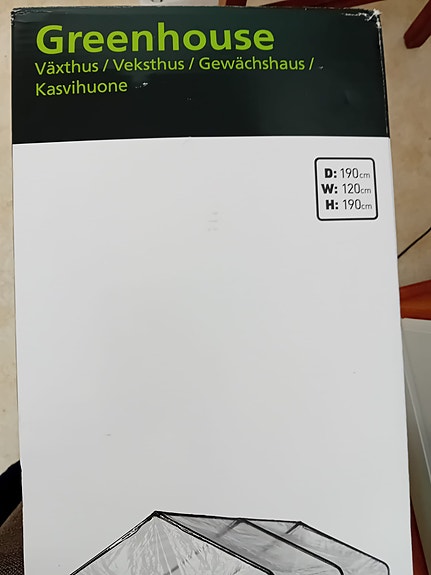 Greenhouse
Växthus / Veksthus / Gewächshaus /
Kasvihuone
D: 190cm
W: 120cm
H: 190cm